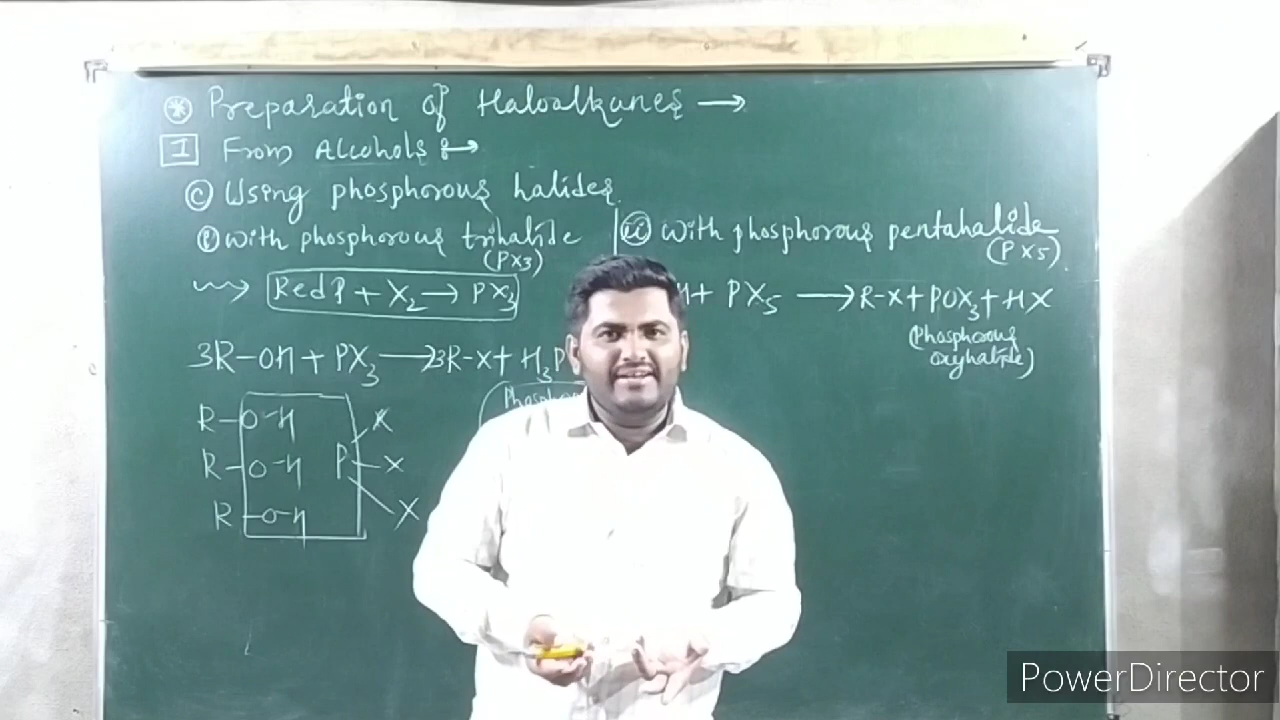 ⊛ Preparation of Haloalkanes →
I From Alcohols :→
ⓒ Using phosphorous halides
ⓘ with phosphorous trihalide
(PX3)
Red P + X₂ → PX₃
3R-OH + PX₃ → 3R-X + H₃P
(Phospho
R-O-H
R-O-H
R-O-H
P
X
X
X
ⓘⓘ with phosphorous pentahalide
(PX5)
H + PX₅ → R-X + POX₃ + HX
(Phosphorous
Oxyhalide)
PowerDirector